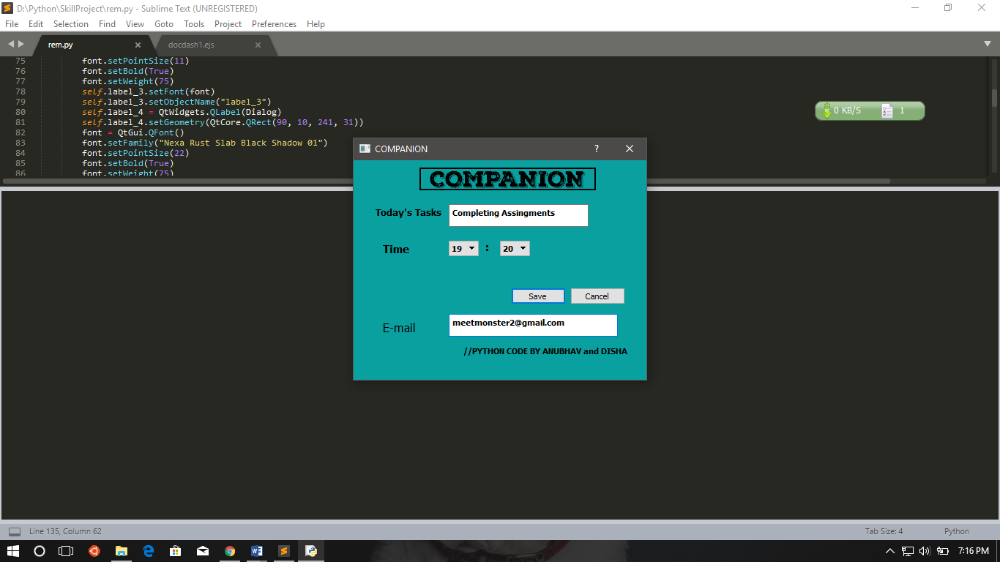 D:\Python\SkillProject\rem.py - Sublime Text (UNREGISTERED)
File Edit Selection Find View Goto Tools Project Preferences Help
rem.py docdash1.ejs
75 font.setPointSize(11)
76 font.setBold(True)
77 font.setWeight(75)
78 self.label_3.setFont(font)
79 self.label_3.setObjectName("label_3")
80 self.label_4 = QtWidgets.QLabel(Dialog)
81 self.label_4.setGeometry(QtCore.QRect(90, 10, 241, 31))
82 font = QtGui.QFont()
83 font.setFamily("Nexa Rust Slab Black Shadow 01")
84 font.setPointSize(22)
85 font.setBold(True)
86 font.setWeight(75)
0 KB/S 1
COMPANION ?
COMPANION
Today's Tasks Completing Assingments
Time 19 : 20
Save Cancel
E-mail meetmonster2@gmail.com
//PYTHON CODE BY ANUBHAV and DISHA
Line 135, Column 62 Tab Size: 4 Python
7:16 PM